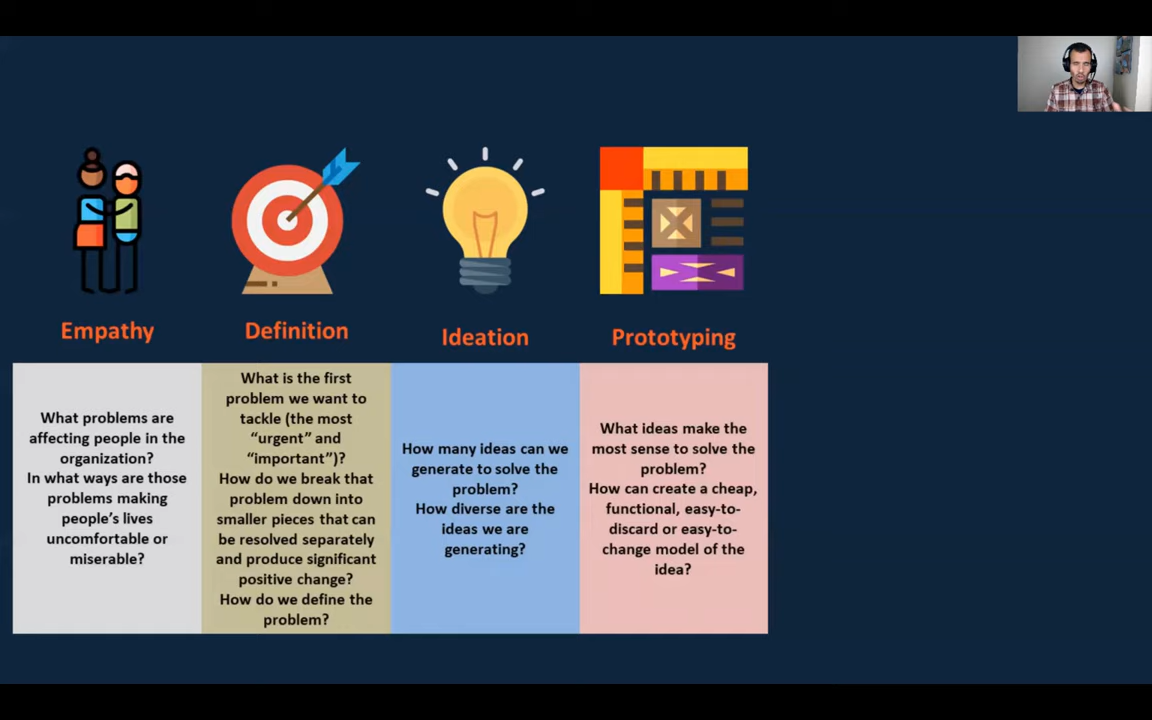 Empathy
Definition
Ideation
Prototyping
What problems are
affecting people in the
organization?
In what ways are those
problems making
people's lives
uncomfortable or
miserable?
What is the first
problem we want to
tackle (the most
“urgent” and
“important”)?
How do we break that
problem down into
smaller pieces that can
be resolved separately
and produce significant
positive change?
How do we define the
problem?
How many ideas can we
generate to solve the
problem?
How diverse are the
ideas we are
generating?
What ideas make the
most sense to solve the
problem?
How can create a cheap,
functional, easy-to-
discard or easy-to-
change model of the
idea?